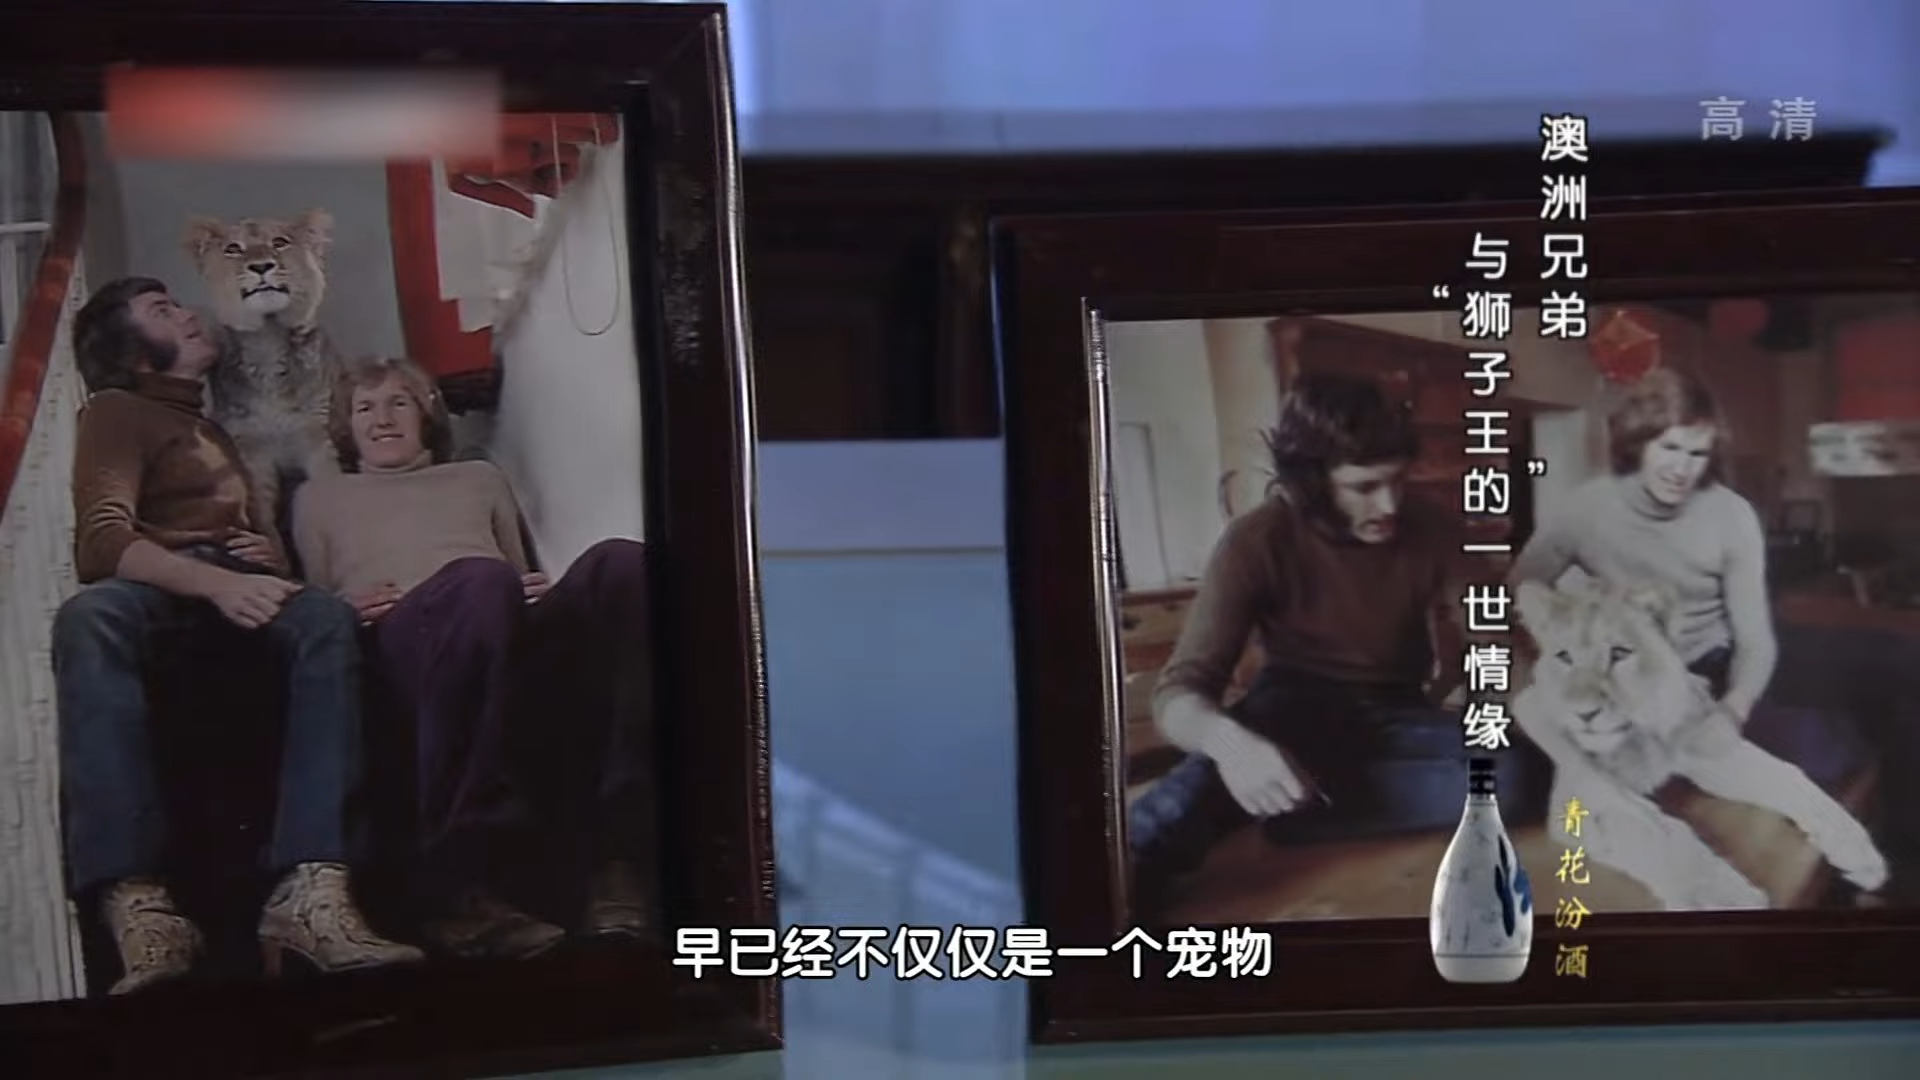 高清
澳洲兄弟
与“狮子王”的一世情缘
青花汾酒
早已经不仅仅是一个宠物